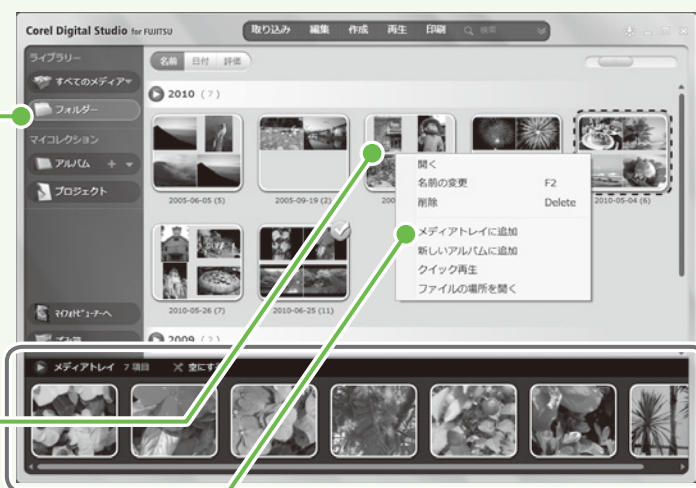 Corel Digital Studio for FUJITSU
取り込み 編集 作成 再生 印刷 検索
ライブラリー
すべてのメディア
フォルダー
マイコレクション
アルバム
プロジェクト
マイフォトビューアーへ
名前 日付 評価
2010 (7)
2005-06-05 (5)
2005-09-19 (2)
200
2010-05-04 (6)
開く
名前の変更 F2
削除 Delete
メディアトレイに追加
新しいアルバムに追加
クイック再生
ファイルの場所を開く
2010-05-26 (7)
2010-06-25 (11)
2009 (2)
メディアトレイ 7 項目 空にす